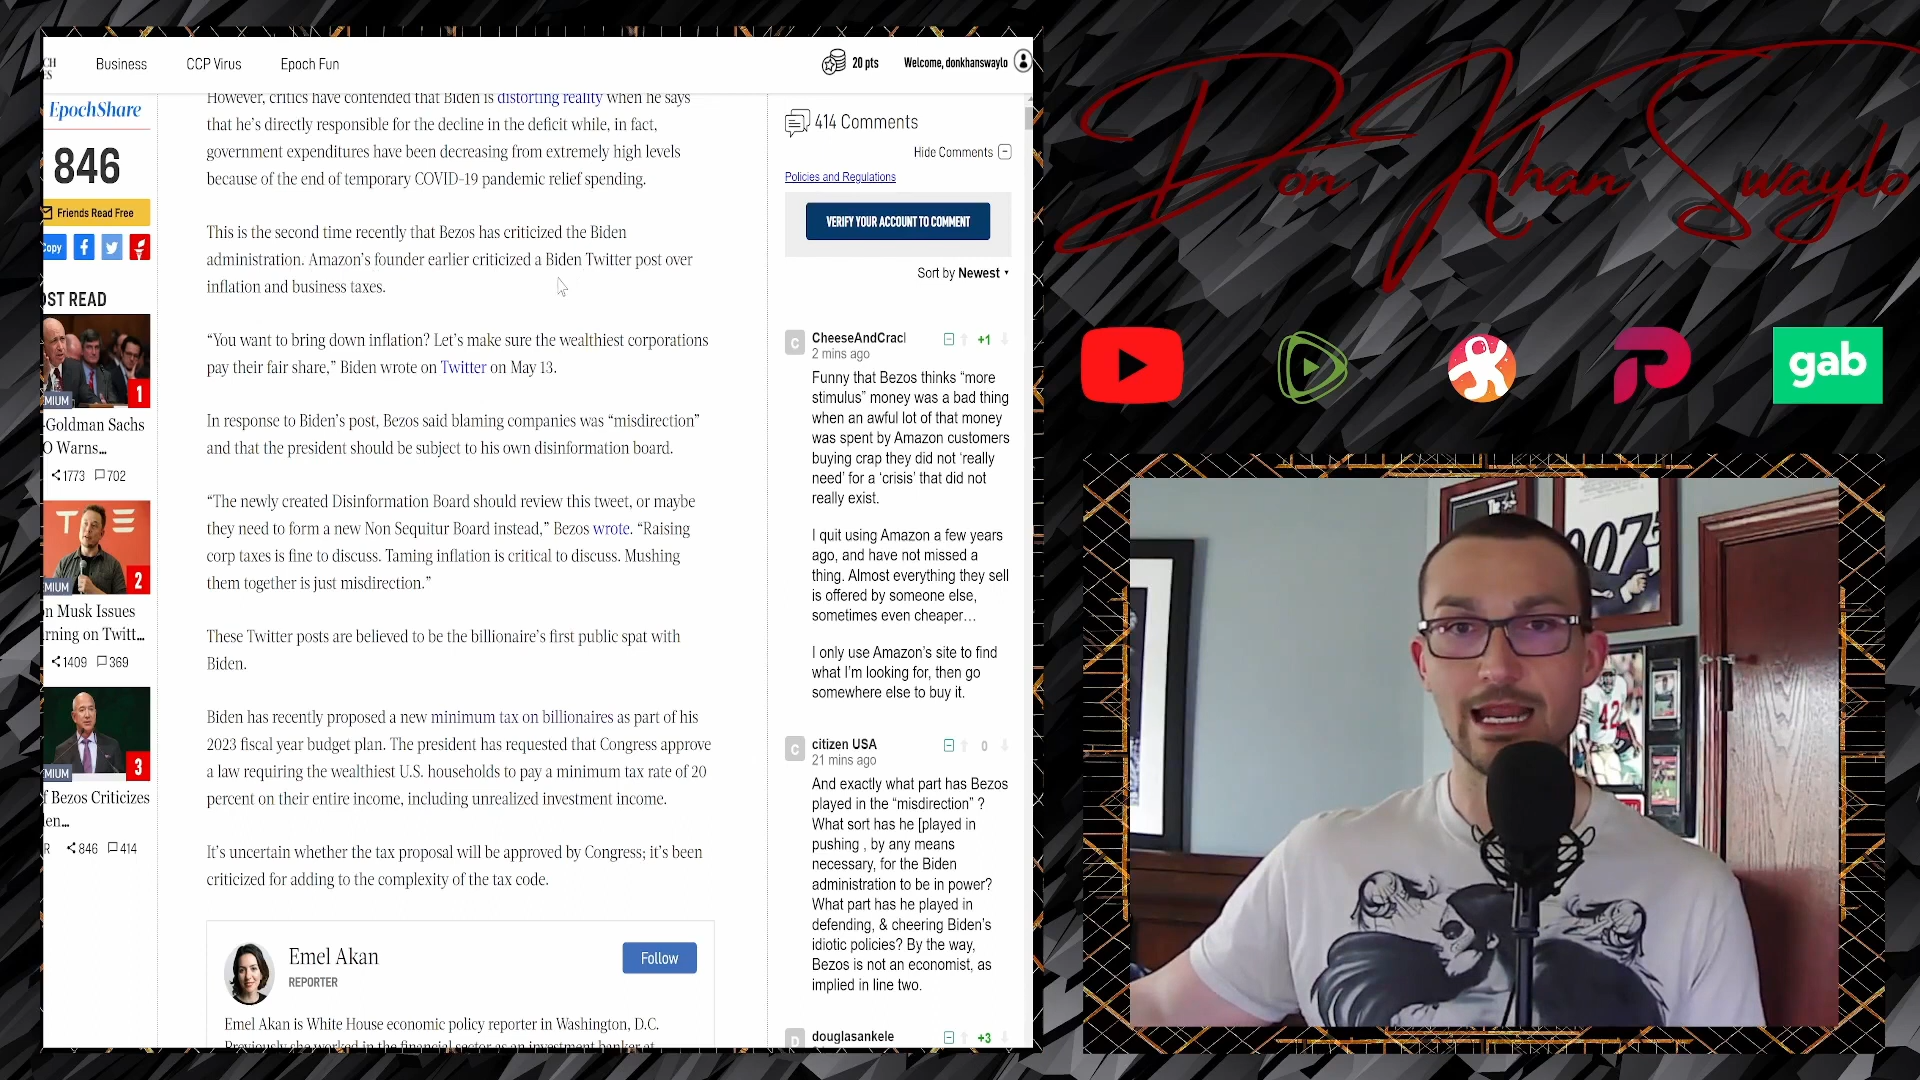 CH
ES
Business
CCP Virus
Epoch Fun
20 pts
Welcome, donkhanswaylo
EpochShare
846
Friends Read Free
Copy
OST READ
MIUM
1
-Goldman Sachs
O Warns...
1773 702
MIUM
2
n Musk Issues
rning on Twitt...
1409 369
MIUM
3
f Bezos Criticizes
len...
R 846 414
However, critics have contended that Biden is distorting reality when he says
that he's directly responsible for the decline in the deficit while, in fact,
government expenditures have been decreasing from extremely high levels
because of the end of temporary COVID-19 pandemic relief spending.
This is the second time recently that Bezos has criticized the Biden
administration. Amazon's founder earlier criticized a Biden Twitter post over
inflation and business taxes.
“You want to bring down inflation? Let's make sure the wealthiest corporations
pay their fair share,” Biden wrote on Twitter on May 13.
In response to Biden's post, Bezos said blaming companies was “misdirection”
and that the president should be subject to his own disinformation board.
“The newly created Disinformation Board should review this tweet, or maybe
they need to form a new Non Sequitur Board instead,” Bezos wrote. “Raising
corp taxes is fine to discuss. Taming inflation is critical to discuss. Mushing
them together is just misdirection.”
These Twitter posts are believed to be the billionaire's first public spat with
Biden.
Biden has recently proposed a new minimum tax on billionaires as part of his
2023 fiscal year budget plan. The president has requested that Congress approve
a law requiring the wealthiest U.S. households to pay a minimum tax rate of 20
percent on their entire income, including unrealized investment income.
It's uncertain whether the tax proposal will be approved by Congress; it's been
criticized for adding to the complexity of the tax code.
Emel Akan
REPORTER
Follow
Emel Akan is White House economic policy reporter in Washington, D.C.
Previously she worked in the financial sector as an investment banker at
414 Comments
Hide Comments
Policies and Regulations
VERIFY YOUR ACCOUNT TO COMMENT
Sort by Newest
C
CheeseAndCracl
+1
2 mins ago
Funny that Bezos thinks “more
stimulus” money was a bad thing
when an awful lot of that money
was spent by Amazon customers
buying crap they did not 'really
need' for a 'crisis' that did not
really exist.
I quit using Amazon a few years
ago, and have not missed a
thing. Almost everything they sell
is offered by someone else,
sometimes even cheaper...
I only use Amazon's site to find
what I'm looking for, then go
somewhere else to buy it.
C
citizen USA
0
21 mins ago
And exactly what part has Bezos
played in the “misdirection” ?
What sort has he [played in
pushing , by any means
necessary, for the Biden
administration to be in power?
What part has he played in
defending, & cheering Biden's
idiotic policies? By the way,
Bezos is not an economist, as
implied in line two.
D
douglasankele
+3
Don Khan Swaylo
gab
007
42